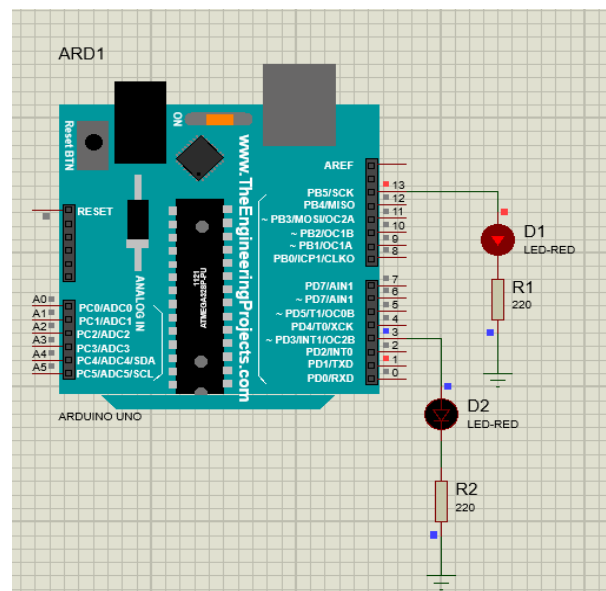 ARD1
ON
Reset BTN
www.TheEngineeringProjects.com
AREF
RESET
PB5/SCK 13
PB4/MISO 12
~ PB3/MOSI/OC2A 11
~ PB2/OC1B 10
~ PB1/OC1A 9
PB0/ICP1/CLKO 8
D1
LED-RED
R1
220
ANALOG IN
1121
ATMEGA328P-PU
PD7/AIN1 7
~ PD7/AIN1 6
~ PD5/T1/OC0B 5
PD4/T0/XCK 4
~ PD3/INT1/OC2B 3
PD2/INT0 2
PD1/TXD 1
PD0/RXD 0
A0 PC0/ADC0
A1 PC1/ADC1
A2 PC2/ADC2
A3 PC3/ADC3
A4 PC4/ADC4/SDA
A5 PC5/ADC5/SCL
ARDUINO UNO
D2
LED-RED
R2
220